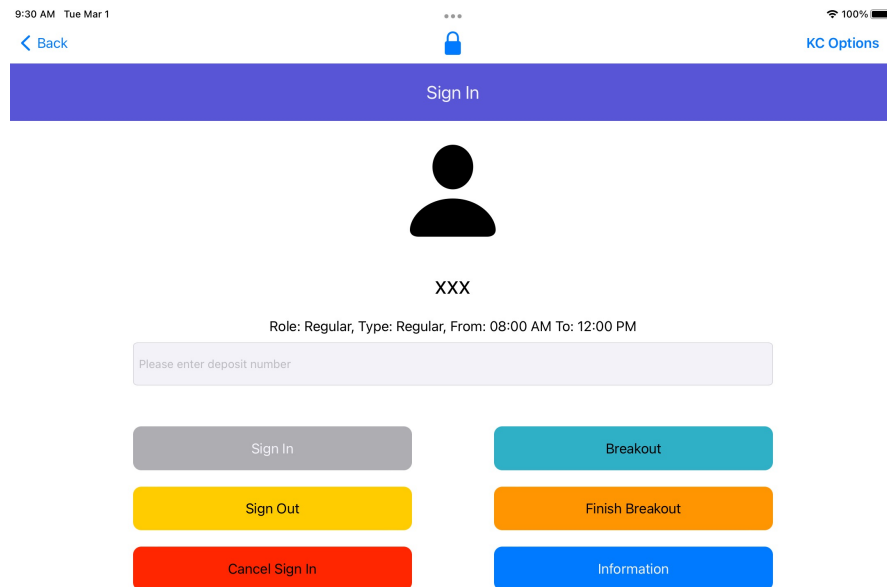 9:30 AM Tue Mar 1
100%
Back
KC Options
Sign In
XXX
Role: Regular, Type: Regular, From: 08:00 AM To: 12:00 PM
Please enter deposit number
Sign In
Breakout
Sign Out
Finish Breakout
Cancel Sign In
Information